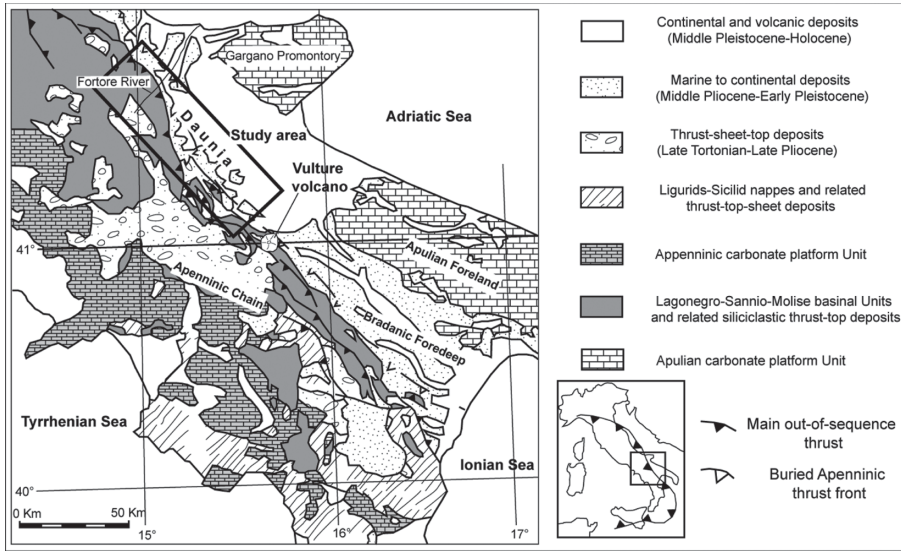 Gargano Promontory
Fortore River
Adriatic Sea
Daunia
Study area
Vulture
volcano
41°
Apulian Foreland
Apenninic Chain
Bradanic Foredeep
Tyrrhenian Sea
Ionian Sea
40°
0 Km
50 Km
15°
16°
17°
Continental and volcanic deposits
(Middle Pleistocene-Holocene)
Marine to continental deposits
(Middle Pliocene-Early Pleistocene)
Thrust-sheet-top deposits
(Late Tortonian-Late Pliocene)
Ligurids-Sicilid nappes and related
thrust-top-sheet deposits
Appenninic carbonate platform Unit
Lagonegro-Sannio-Molise basinal Units
and related siliciclastic thrust-top deposits
Apulian carbonate platform Unit
Main out-of-sequence
thrust
Buried Apenninic
thrust front